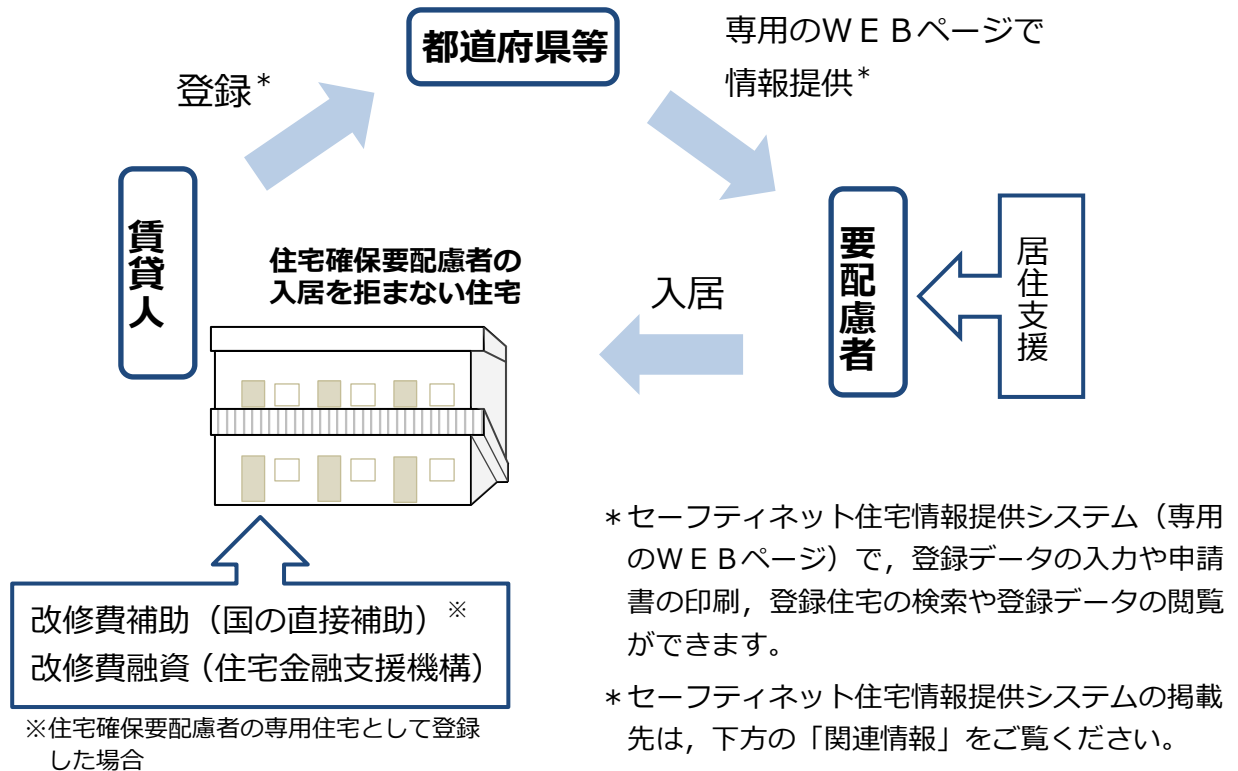 都道府県等
専用のＷＥＢページで
情報提供＊
登録＊
賃貸人
住宅確保要配慮者の
入居を拒まない住宅
入居
要配慮者
居住支援
改修費補助（国の直接補助）※
改修費融資（住宅金融支援機構）
※住宅確保要配慮者の専用住宅として登録
した場合
＊セーフティネット住宅情報提供システム（専用
のＷＥＢページ）で，登録データの入力や申請
書の印刷，登録住宅の検索や登録データの閲覧
ができます。
＊セーフティネット住宅情報提供システムの掲載
先は，下方の「関連情報」をご覧ください。